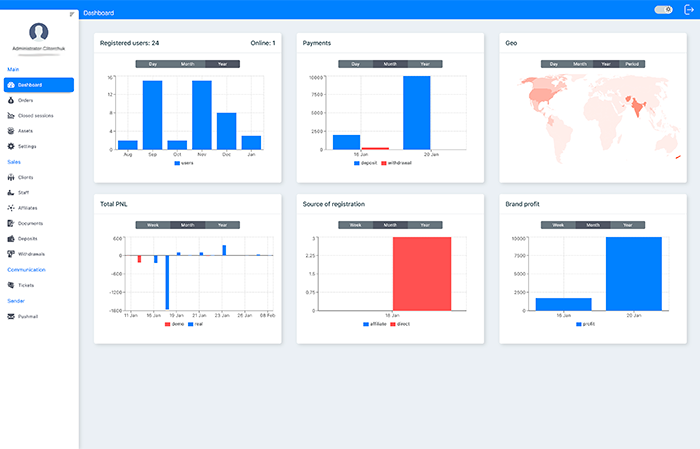 Dashboard
0
Main
Dashboard
Orders
Closed sessions
Assets
Settings
Sales
Clients
Staff
Affiliates
Documents
Deposits
Withdrawals
Communication
Tickets
Sender
Pushmail
Registered users: 24 Online: 1
Day Month Year
16
12
8
4
0
Aug Sep Oct Nov Dec Jan
users
Payments
Day Month Year
10000
7500
5000
2500
0
16 Jan 20 Jan
deposit withdrawal
Geo
Day Month Year Period
Total PNL
Week Month Year
600
0
-600
-1200
-1800
11 Jan 16 Jan 19 Jan 21 Jan 23 Jan 26 Jan 08 Feb
demo real
Source of registration
Week Month Year
3
2.25
1.5
0.75
0
18 Jan
affiliate direct
Brand profit
Week Month Year
10000
7500
5000
2500
0
16 Jan 20 Jan
profit